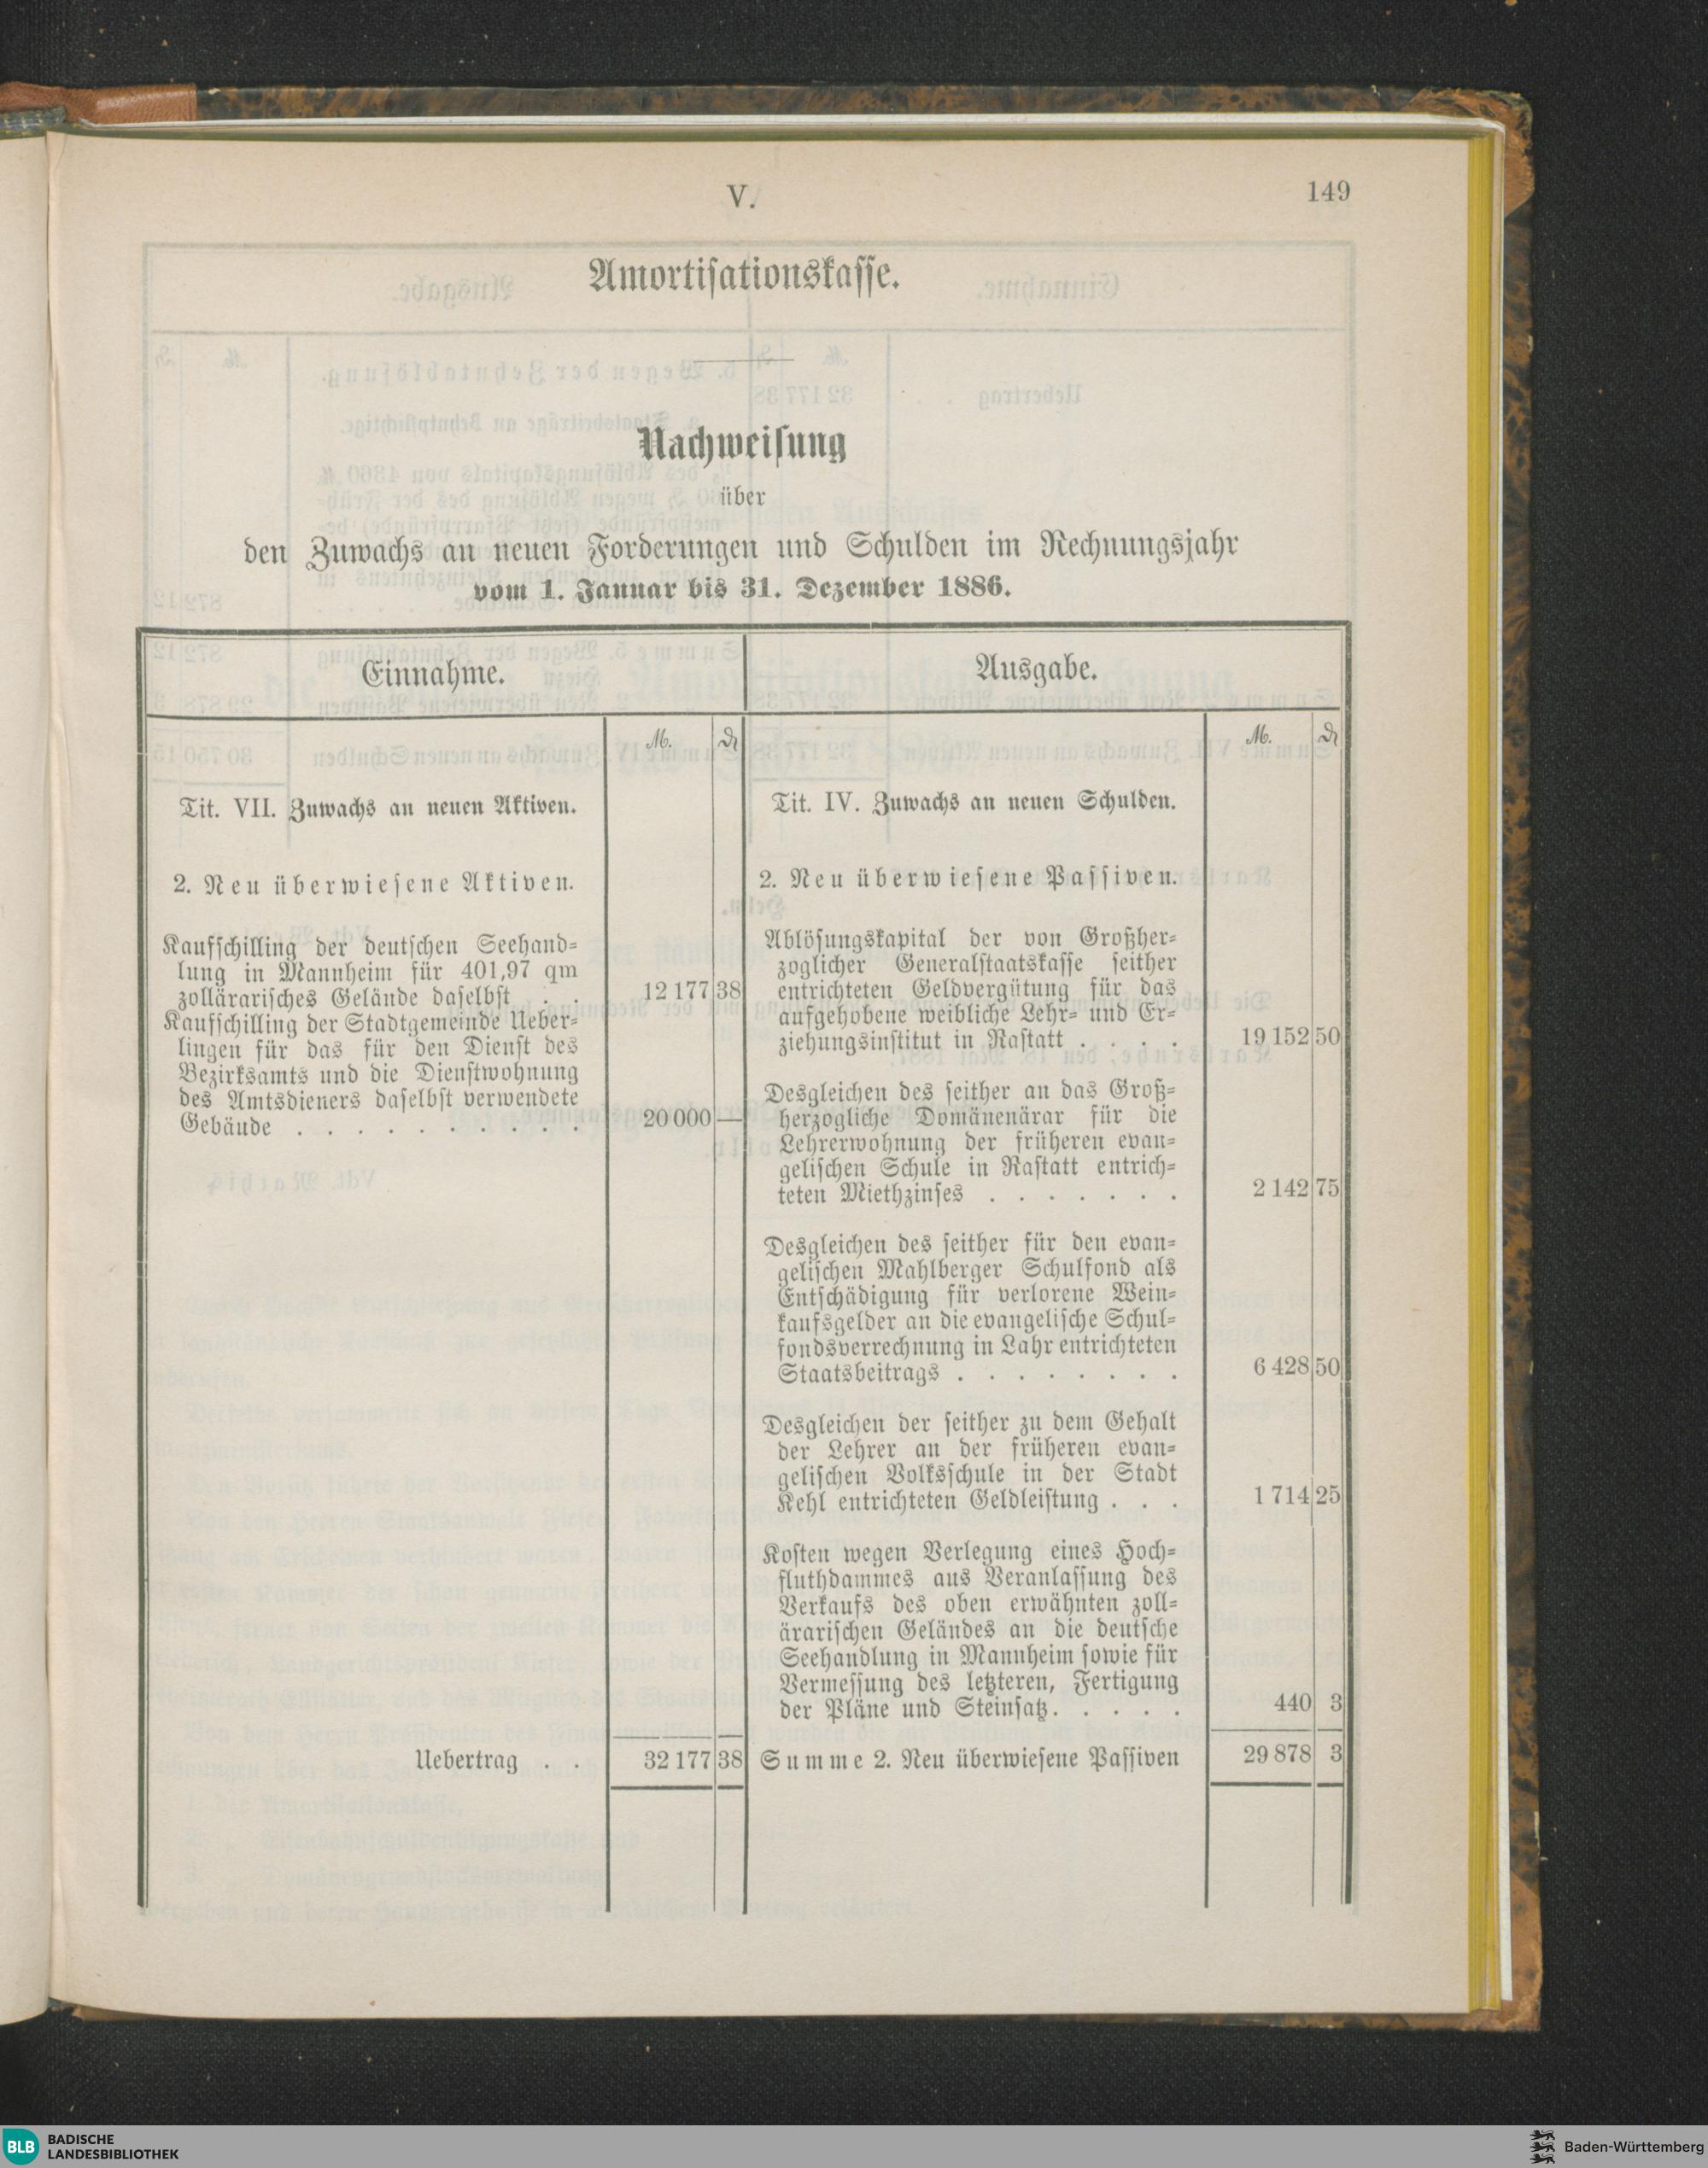 V.
149
Amortisationskasse.
Nachweisung
über
den Zuwachs an neuen Forderungen und Schulden im Rechnungsjahr
vom 1. Januar bis 31. Dezember 1886.
Einnahme.
M. ₰
Tit. VII. Zuwachs an neuen Aktiven.
2. Neu überwiesene Aktiven.
Kaufschilling der deutschen Seehand-
lung in Mannheim für 401,97 qm
zollärarisches Gelände daselbst . . 12 177 38
Kaufschilling der Stadtgemeinde Ueber-
lingen für das für den Dienst des
Bezirksamts und die Dienstwohnung
des Amtsdieners daselbst verwendete
Gebäude . . . . . . . . . . 20 000 —
Uebertrag . . 32 177 38
Ausgabe.
M. ₰
Tit. IV. Zuwachs an neuen Schulden.
2. Neu überwiesene Passiven.
Ablösungskapital der von Großher-
zoglicher Generalstaatskasse seither
entrichteten Geldvergütung für das
aufgehobene weibliche Lehr- und Er-
ziehungsinstitut in Rastatt . . . . 19 152 50
Desgleichen des seither an das Groß-
herzogliche Domänenärar für die
Lehrerwohnung der früheren evan-
gelischen Schule in Rastatt entrich-
teten Miethzinses . . . . . . . 2 142 75
Desgleichen des seither für den evan-
gelischen Mahlberger Schulfond als
Entschädigung für verlorene Wein-
kaufsgelder an die evangelische Schul-
fondsverrechnung in Lahr entrichteten
Staatsbeitrags . . . . . . . . 6 428 50
Desgleichen der seither zu dem Gehalt
der Lehrer an der früheren evan-
gelischen Volksschule in der Stadt
Kehl entrichteten Geldleistung . . . 1 714 25
Kosten wegen Verlegung eines Hoch-
fluthdammes aus Veranlassung des
Verkaufs des oben erwähnten zoll-
ärarischen Geländes an die deutsche
Seehandlung in Mannheim sowie für
Vermessung des letzteren, Fertigung
der Pläne und Steinsatz. . . . . 440 3
Summe 2. Neu überwiesene Passiven 29 878 3
BLB BADISCHE
LANDESBIBLIOTHEK
Baden-Württemberg